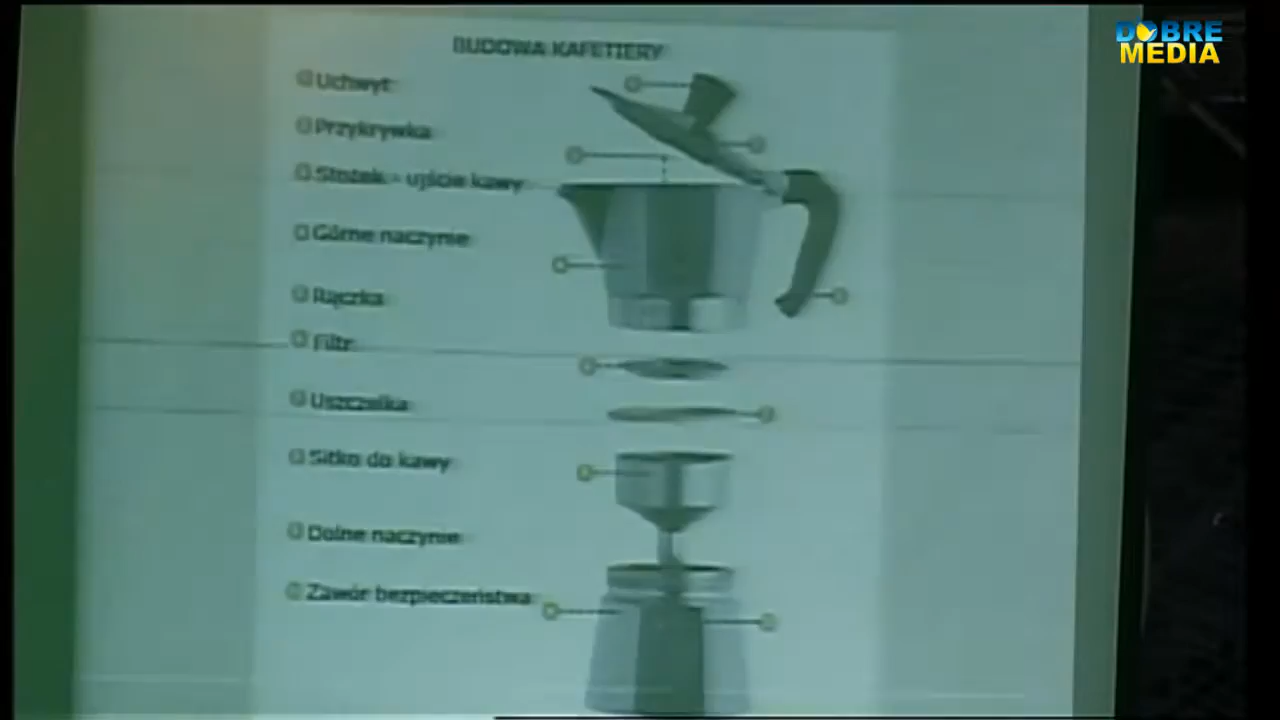 DOBRE
MEDIA
BUDOWA KAFETIERY
Uchwyt
Przykrywka
Stożek - ujście kawy
Górne naczynie
Rączka
Filtr
Uszczelka
Sitko do kawy
Dolne naczynie
Zawór bezpieczeństwa